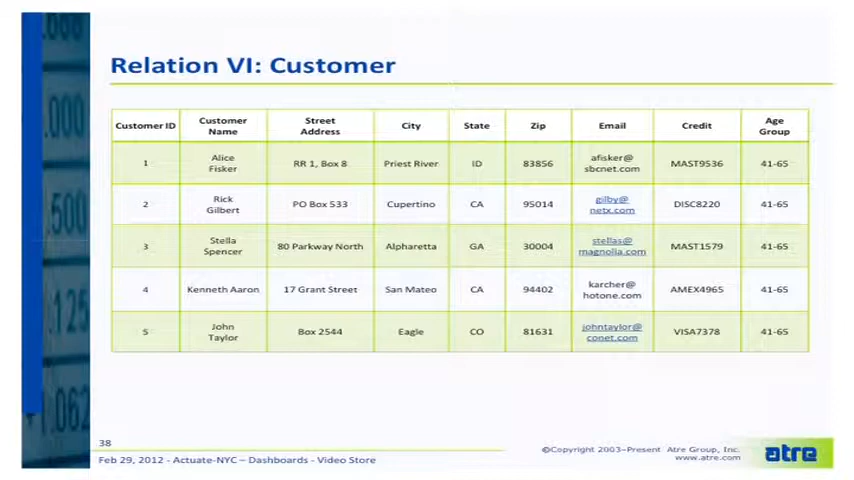 Relation VI: Customer
Customer ID
Customer
Name
Street
Address
City
State
Zip
Email
Credit
Age
Group
1
Alice
Fisker
RR 1, Box 8
Priest River
ID
83856
afisker@
sbcnet.com
MAST9536
41-65
2
Rick
Gilbert
PO Box 533
Cupertino
CA
95014
gilby@
netx.com
DISC8220
41-65
3
Stella
Spencer
80 Parkway North
Alpharetta
GA
30004
stellas@
magnolia.com
MAST1579
41-65
4
Kenneth Aaron
17 Grant Street
San Mateo
CA
94402
karcher@
hotone.com
AMEX4965
41-65
5
John
Taylor
Box 2544
Eagle
CO
81631
johntaylor@
conet.com
VISA7378
41-65
.000
.500
.125
1.062
38
Feb 29, 2012 - Actuate-NYC – Dashboards - Video Store
©Copyright 2003–Present Atre Group, Inc.
www.atre.com
atre